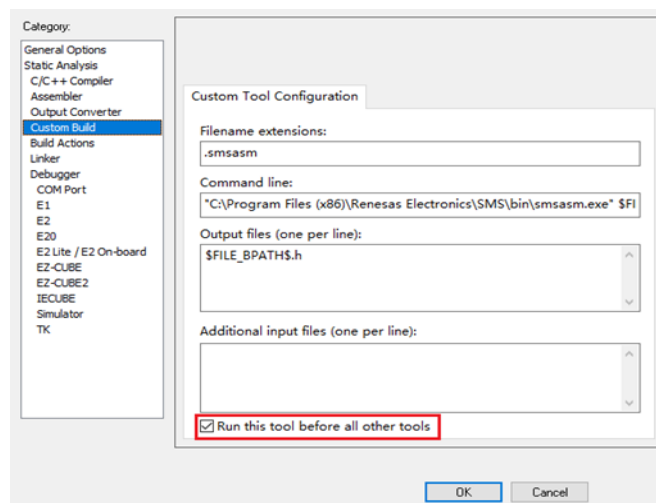 Category:
General Options
Static Analysis
C/C++ Compiler
Assembler
Output Converter
Custom Build
Build Actions
Linker
Debugger
COM Port
E1
E2
E20
E2 Lite / E2 On-board
EZ-CUBE
EZ-CUBE2
IECUBE
Simulator
TK
Custom Tool Configuration
Filename extensions:
.smsasm
Command line:
"C:\Program Files (x86)\Renesas Electronics\SMS\bin\smsasm.exe" $FI
Output files (one per line):
$FILE_BPATH$.h
Additional input files (one per line):
Run this tool before all other tools
OK
Cancel